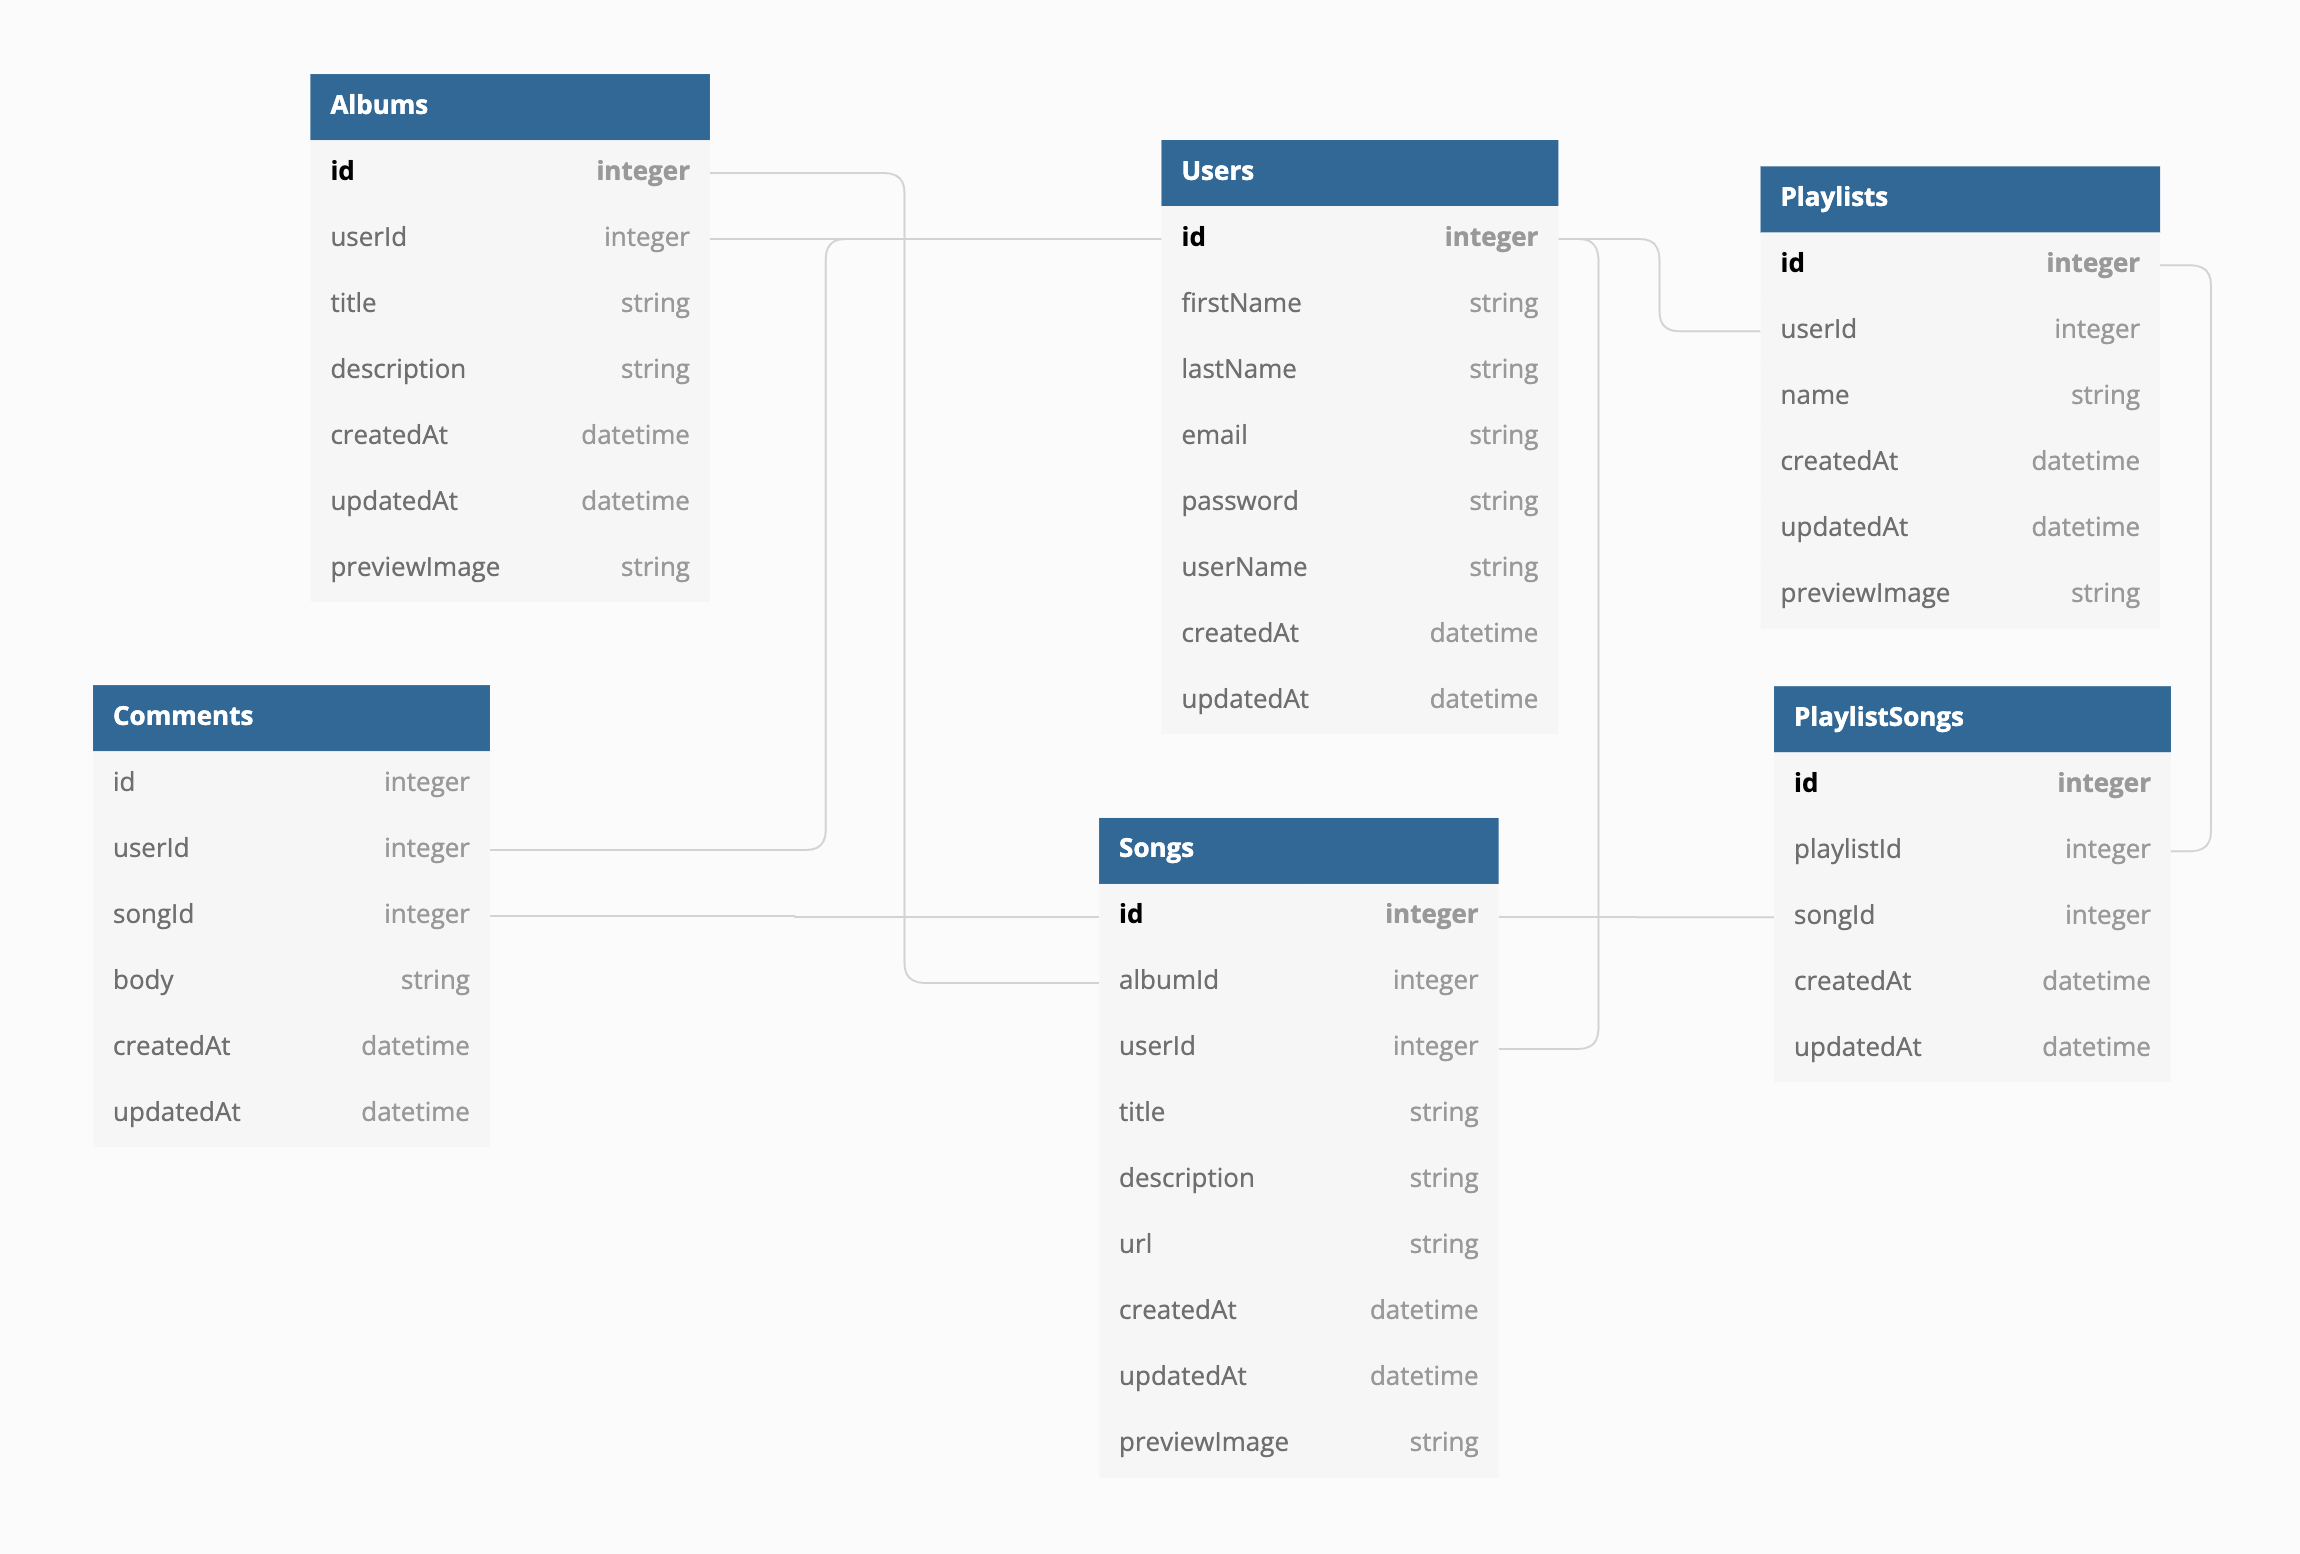 Albums
id integer
userId integer
title string
description string
createdAt datetime
updatedAt datetime
previewImage string
Users
id integer
firstName string
lastName string
email string
password string
userName string
createdAt datetime
updatedAt datetime
Playlists
id integer
userId integer
name string
createdAt datetime
updatedAt datetime
previewImage string
Comments
id integer
userId integer
songId integer
body string
createdAt datetime
updatedAt datetime
Songs
id integer
albumId integer
userId integer
title string
description string
url string
createdAt datetime
updatedAt datetime
previewImage string
PlaylistSongs
id integer
playlistId integer
songId integer
createdAt datetime
updatedAt datetime